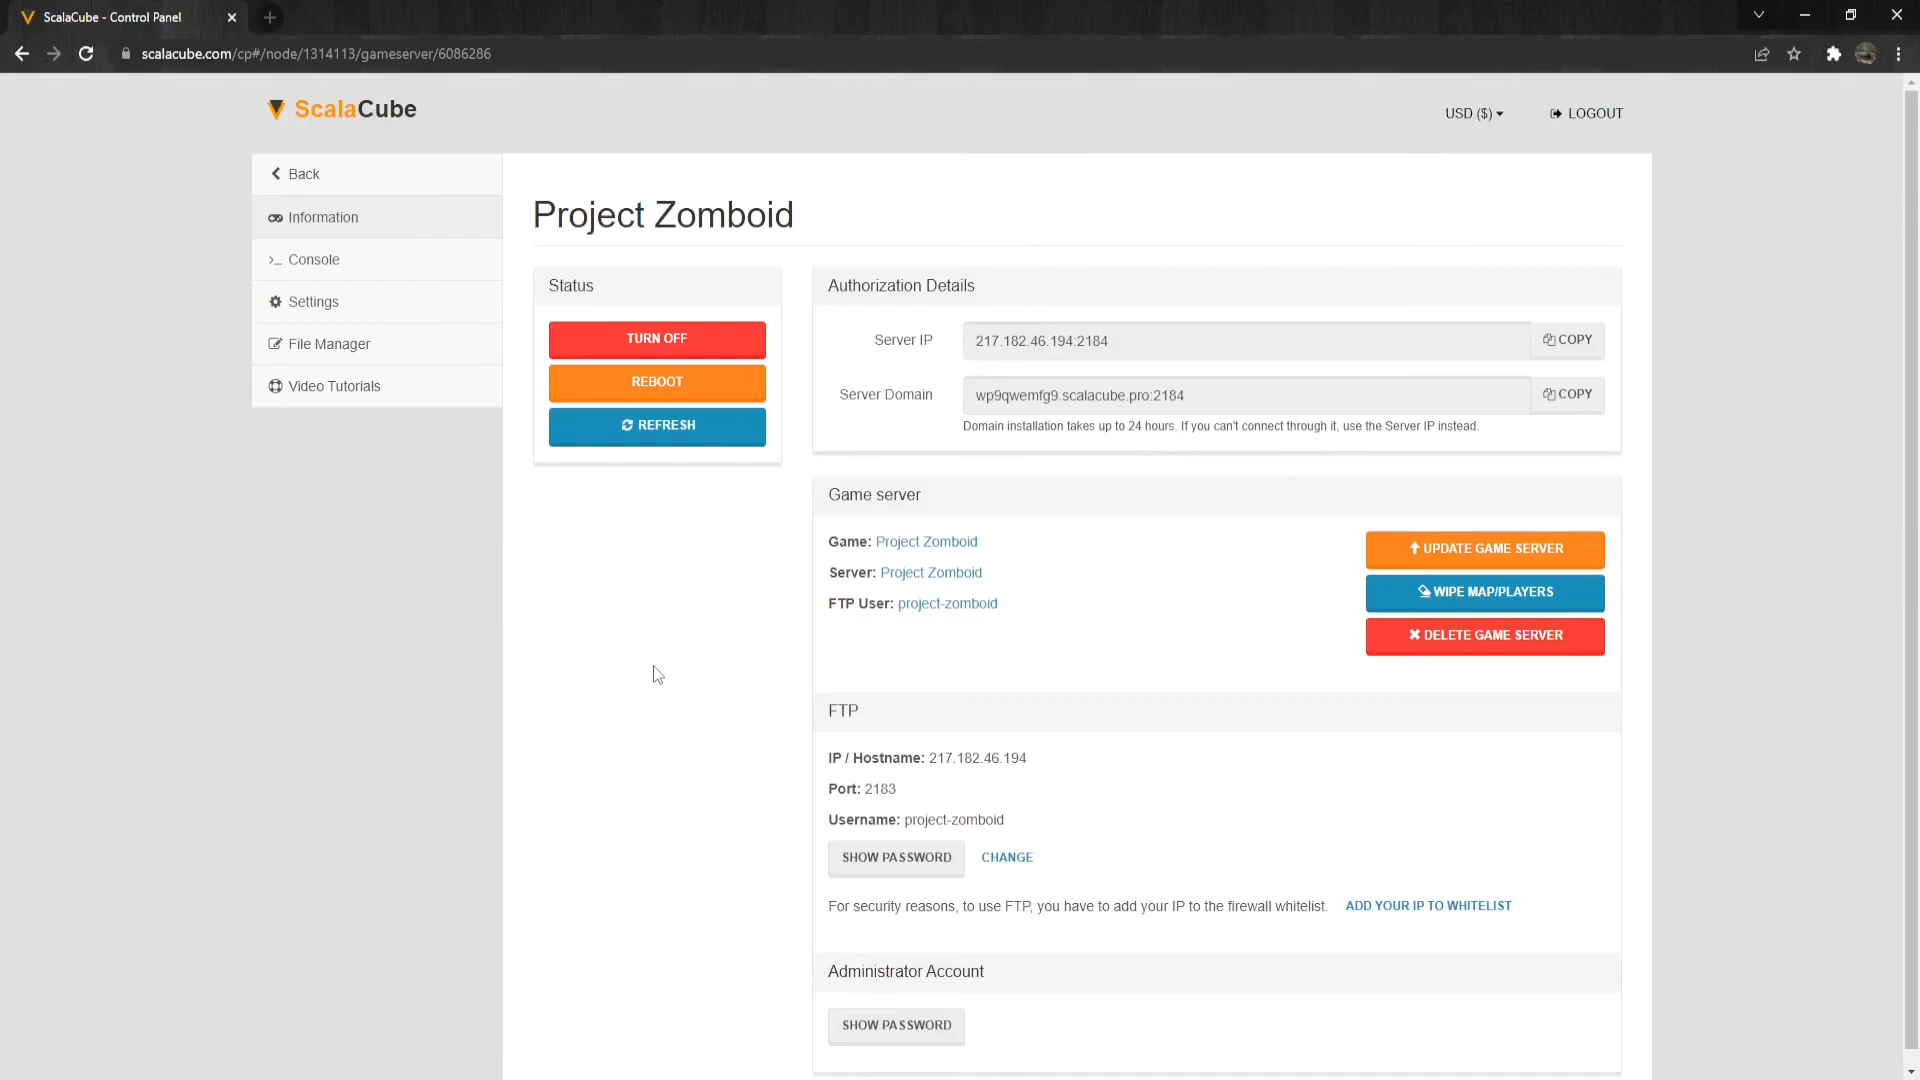 ScalaCube - Control Panel
scalacube.com/cp#/node/1314113/gameserver/6086286
ScalaCube
USD ($)
LOGOUT
Back
Information
Console
Settings
File Manager
Video Tutorials
Project Zomboid
Status
TURN OFF
REBOOT
REFRESH
Authorization Details
Server IP
217.182.46.194:2184
COPY
Server Domain
wp9qwemfg9.scalacube.pro:2184
COPY
Domain installation takes up to 24 hours. If you can't connect through it, use the Server IP instead.
Game server
Game: Project Zomboid
Server: Project Zomboid
FTP User: project-zomboid
UPDATE GAME SERVER
WIPE MAP/PLAYERS
DELETE GAME SERVER
FTP
IP / Hostname: 217.182.46.194
Port: 2183
Username: project-zomboid
SHOW PASSWORD CHANGE
For security reasons, to use FTP, you have to add your IP to the firewall whitelist. ADD YOUR IP TO WHITELIST
Administrator Account
SHOW PASSWORD